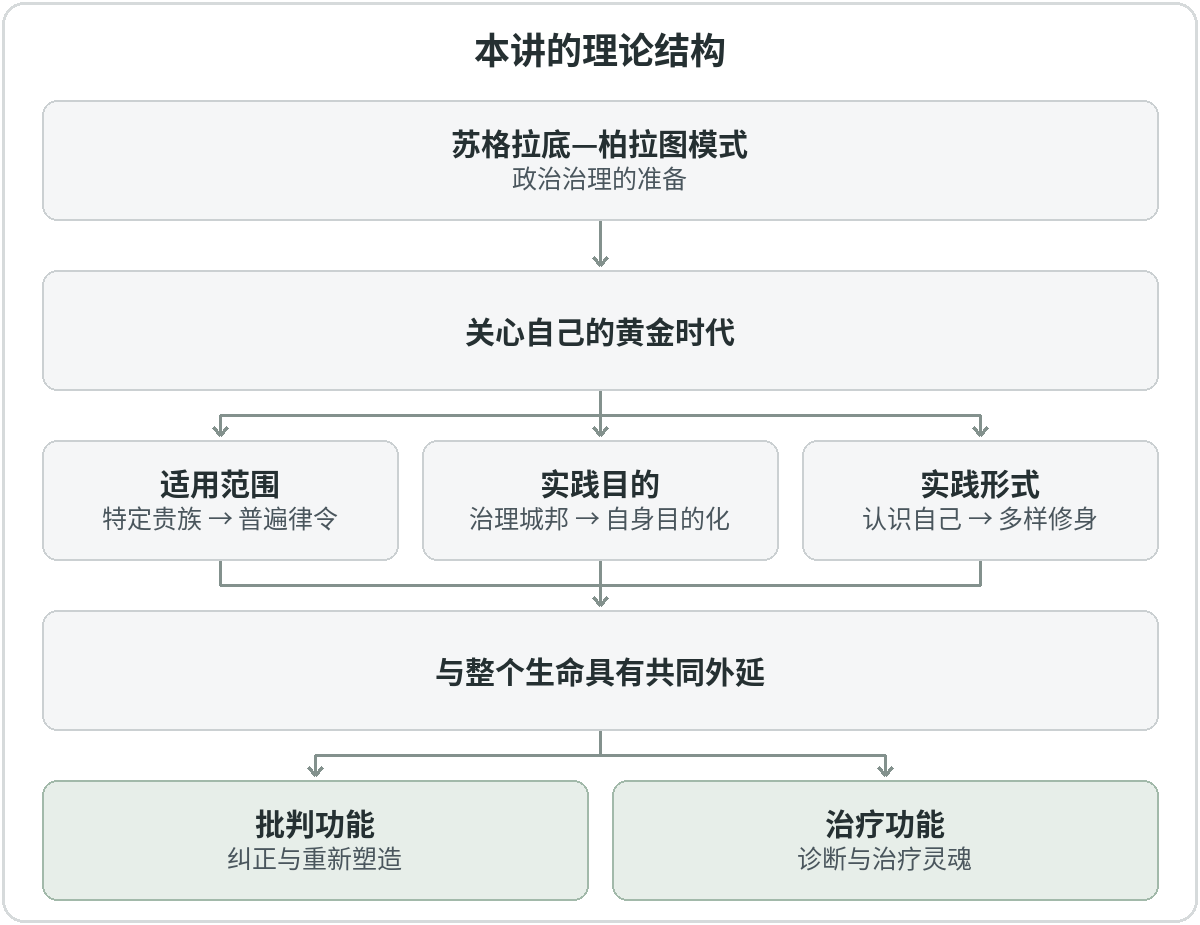 本讲的理论结构
苏格拉底—柏拉图模式
政治治理的准备
关心自己的黄金时代
适用范围
特定贵族 → 普遍律令
实践目的
治理城邦 → 自身目的化
实践形式
认识自己 → 多样修身
与整个生命具有共同外延
批判功能
纠正与重新塑造
治疗功能
诊断与治疗灵魂